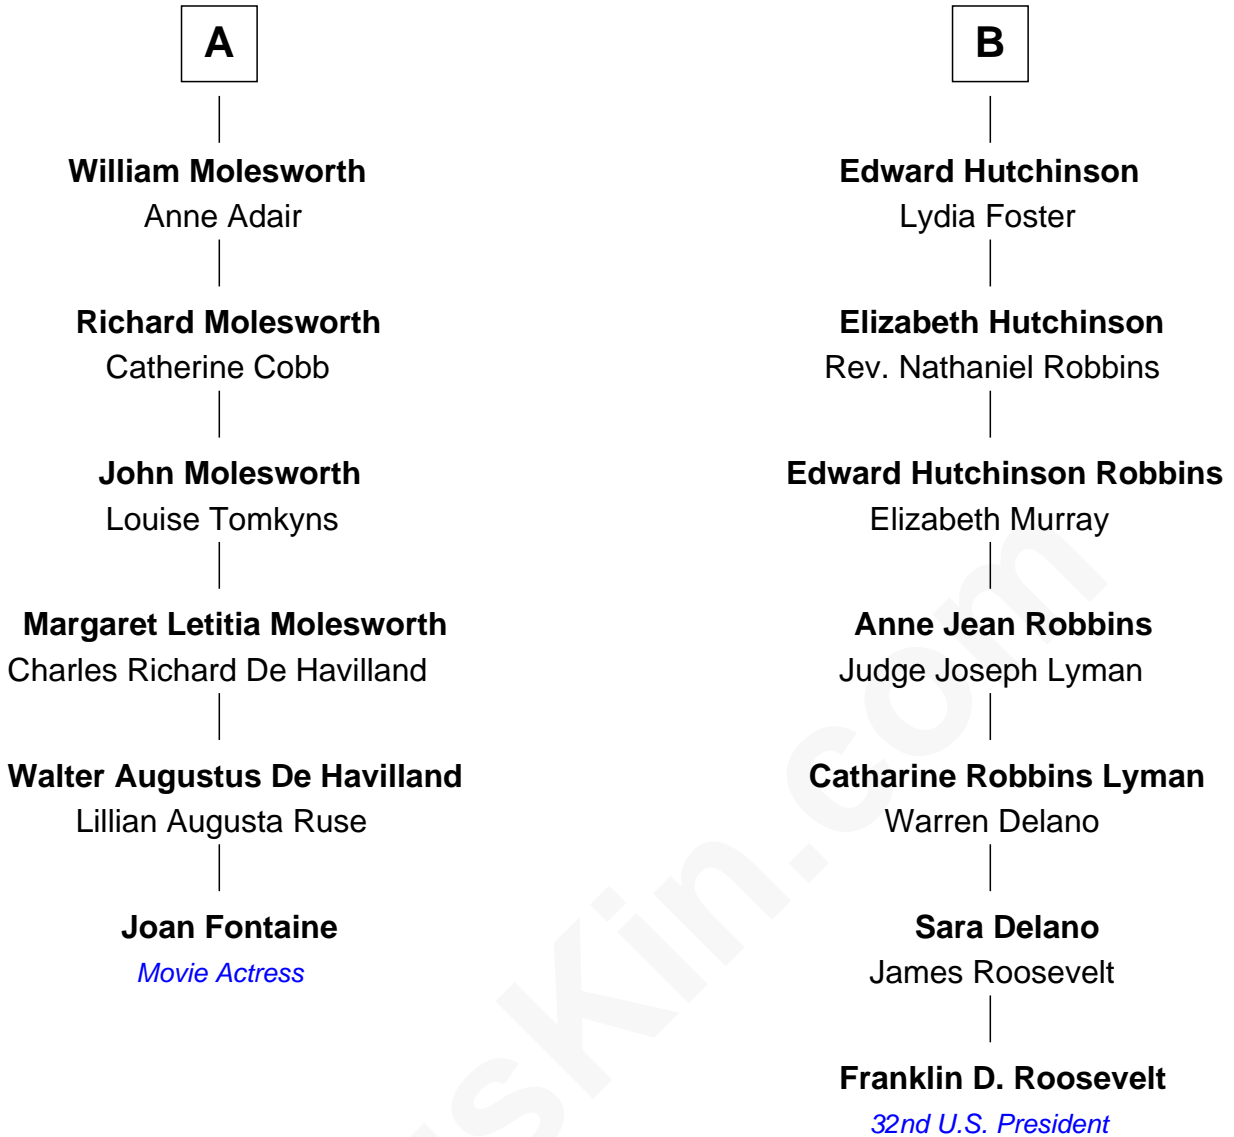 A
William Molesworth
Anne Adair
Richard Molesworth
Catherine Cobb
John Molesworth
Louise Tomkyns
Margaret Letitia Molesworth
Charles Richard De Havilland
Walter Augustus De Havilland
Lillian Augusta Ruse
Joan Fontaine
Movie Actress
B
Edward Hutchinson
Lydia Foster
Elizabeth Hutchinson
Rev. Nathaniel Robbins
Edward Hutchinson Robbins
Elizabeth Murray
Anne Jean Robbins
Judge Joseph Lyman
Catharine Robbins Lyman
Warren Delano
Sara Delano
James Roosevelt
Franklin D. Roosevelt
32nd U.S. President